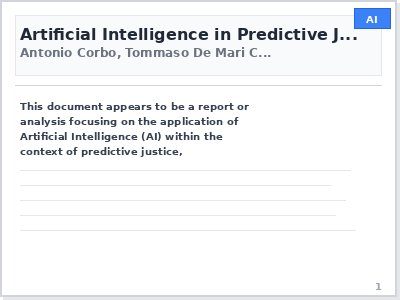 AI
Artificial Intelligence in Predictive J...
Antonio Corbo, Tommaso De Mari C...
This document appears to be a report or
analysis focusing on the application of
Artificial Intelligence (AI) within the
context of predictive justice,
1